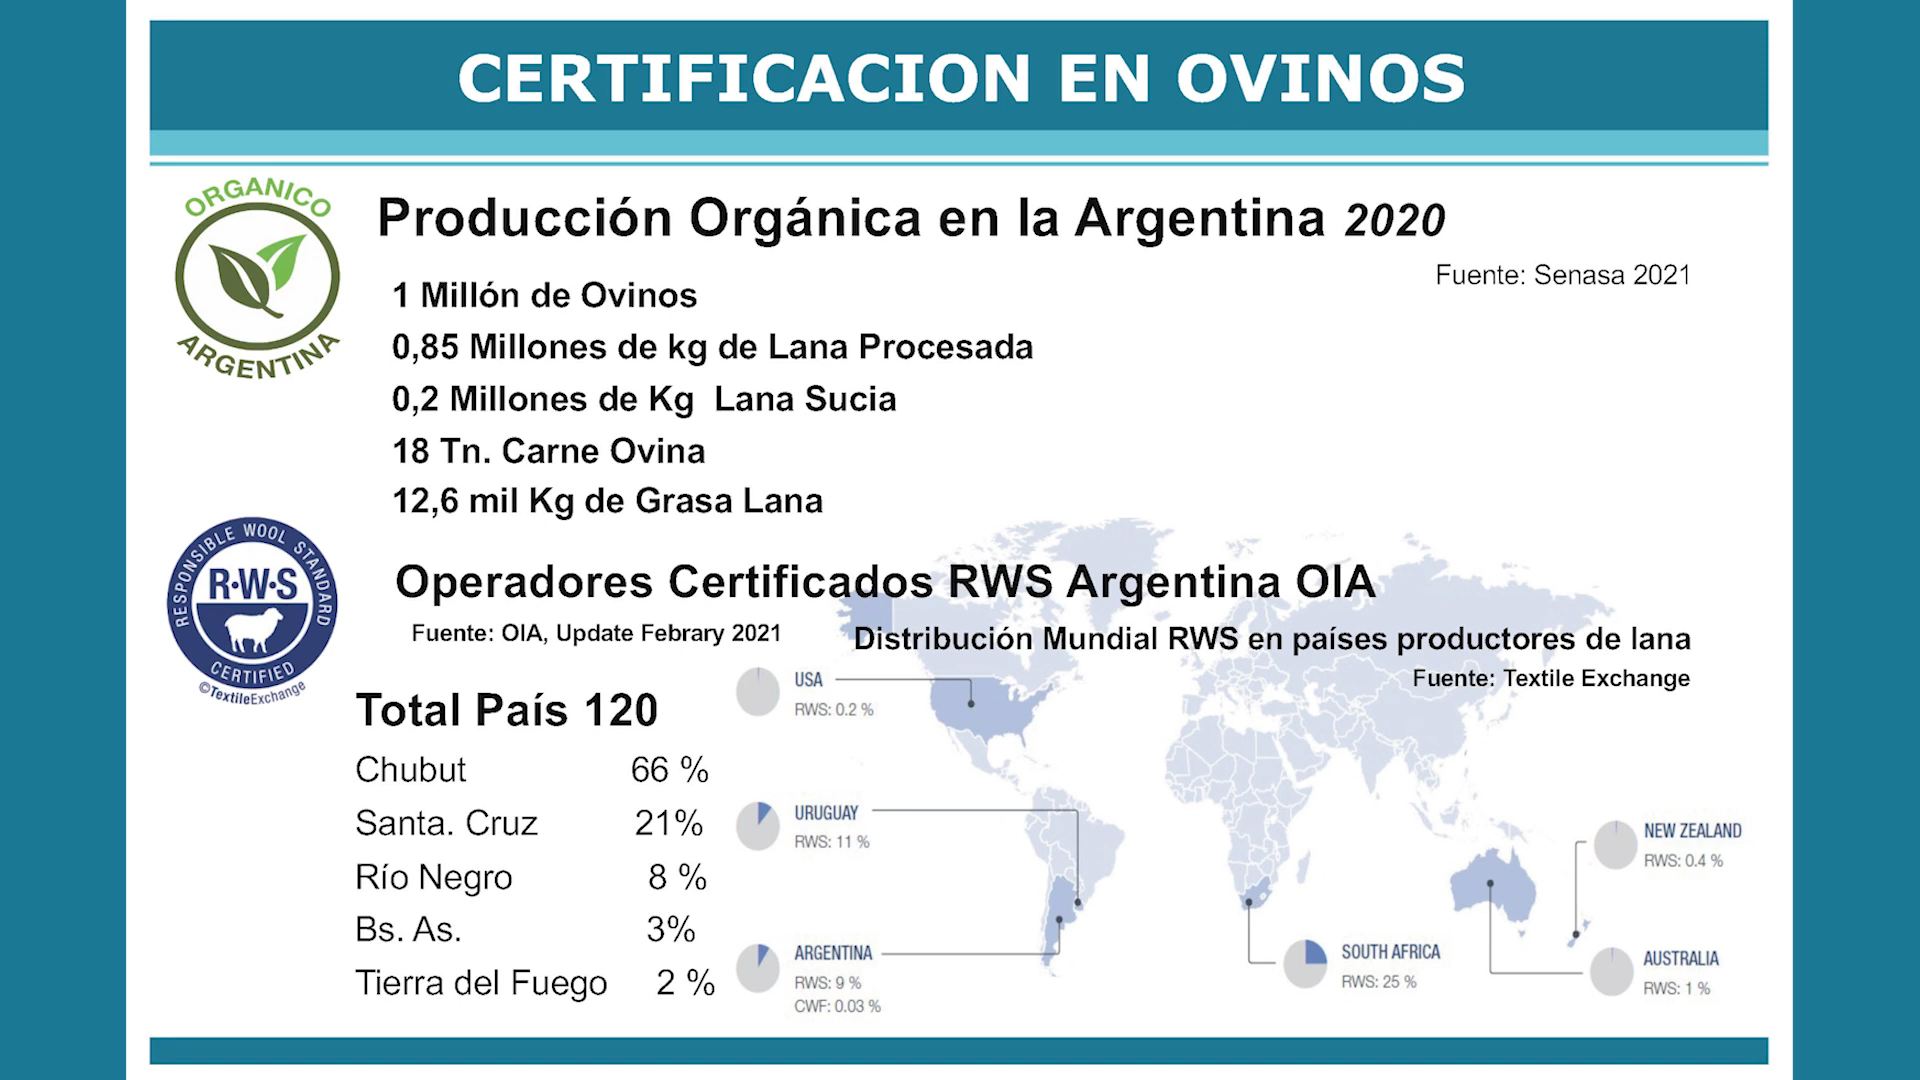 CERTIFICACION EN OVINOS
ORGANICO
ARGENTINA
Producción Orgánica en la Argentina 2020
Fuente: Senasa 2021
1 Millón de Ovinos
0,85 Millones de kg de Lana Procesada
0,2 Millones de Kg  Lana Sucia
18 Tn. Carne Ovina
12,6 mil Kg de Grasa Lana
RESPONSIBLE WOOL STANDARD
R·W·S
CERTIFIED
©TextileExchange
Operadores Certificados RWS Argentina OIA
Fuente: OIA, Update Febrary 2021
Distribución Mundial RWS en países productores de lana
Fuente: Textile Exchange
Total País 120
Chubut 66 %
Santa. Cruz 21%
Río Negro 8 %
Bs. As. 3%
Tierra del Fuego 2 %
USA
RWS: 0.2 %
URUGUAY
RWS: 11 %
ARGENTINA
RWS: 9 %
CWF: 0.03 %
SOUTH AFRICA
RWS: 25 %
NEW ZEALAND
RWS: 0.4 %
AUSTRALIA
RWS: 1 %